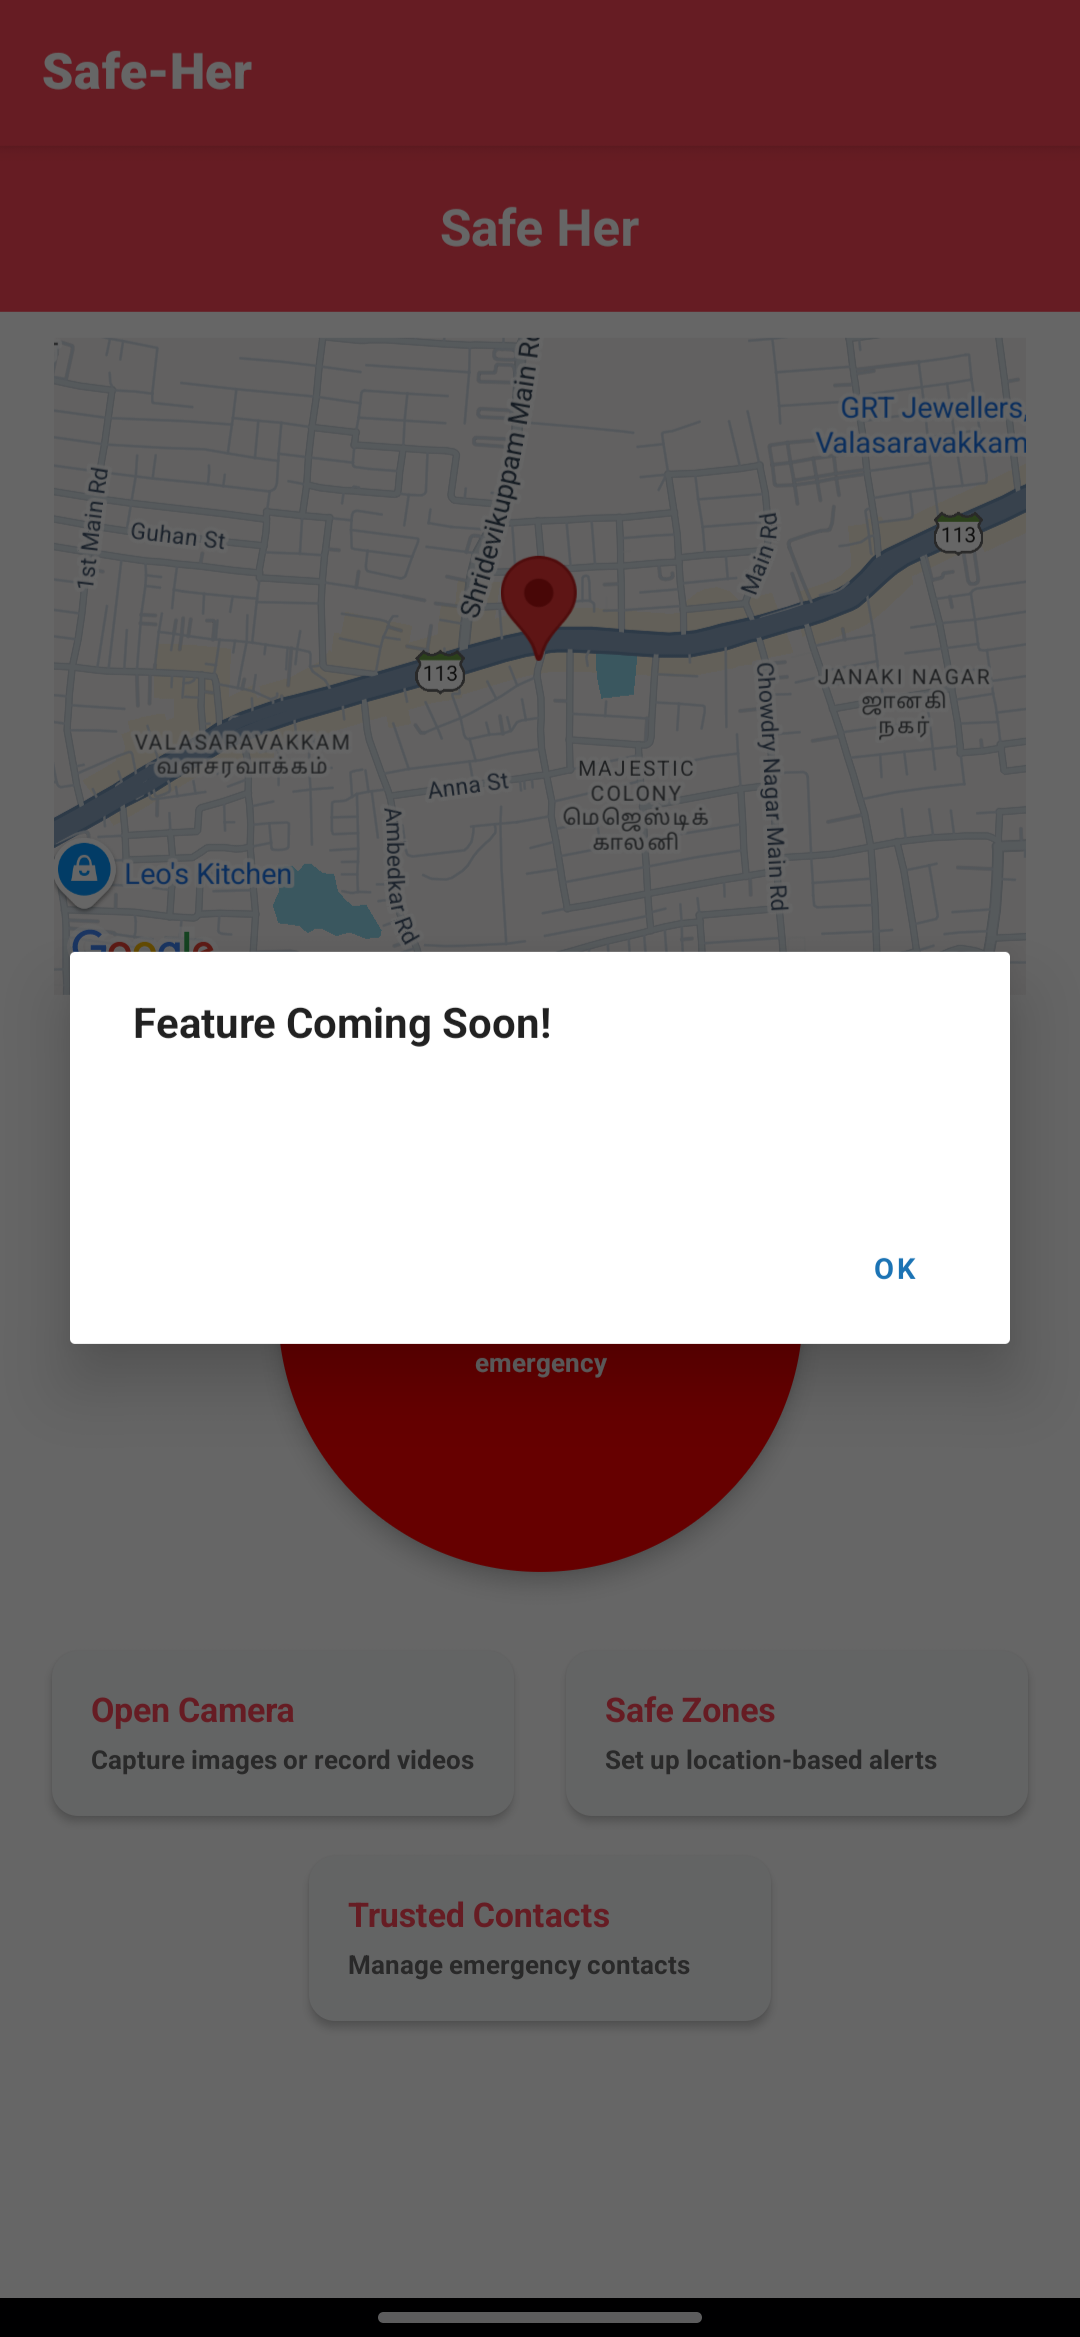 Safe-Her
Safe Her
Shridevikuppam Main
GRT Jewellers,
Valasaravakkam
1st Main Rd
Guhan St
Main Rd
113
113
JANAKI NAGAR
ஜானகி
நகர்
Chowdry Nagar Main Rd
VALASARAVAKKAM
வளசரவாக்கம்
Anna St
MAJESTIC
COLONY
மெஜெஸ்டிக்
காலனி
Ambedkar Rd
Leo's Kitchen
Google
Feature Coming Soon!
OK
emergency
Open Camera
Capture images or record videos
Safe Zones
Set up location-based alerts
Trusted Contacts
Manage emergency contacts